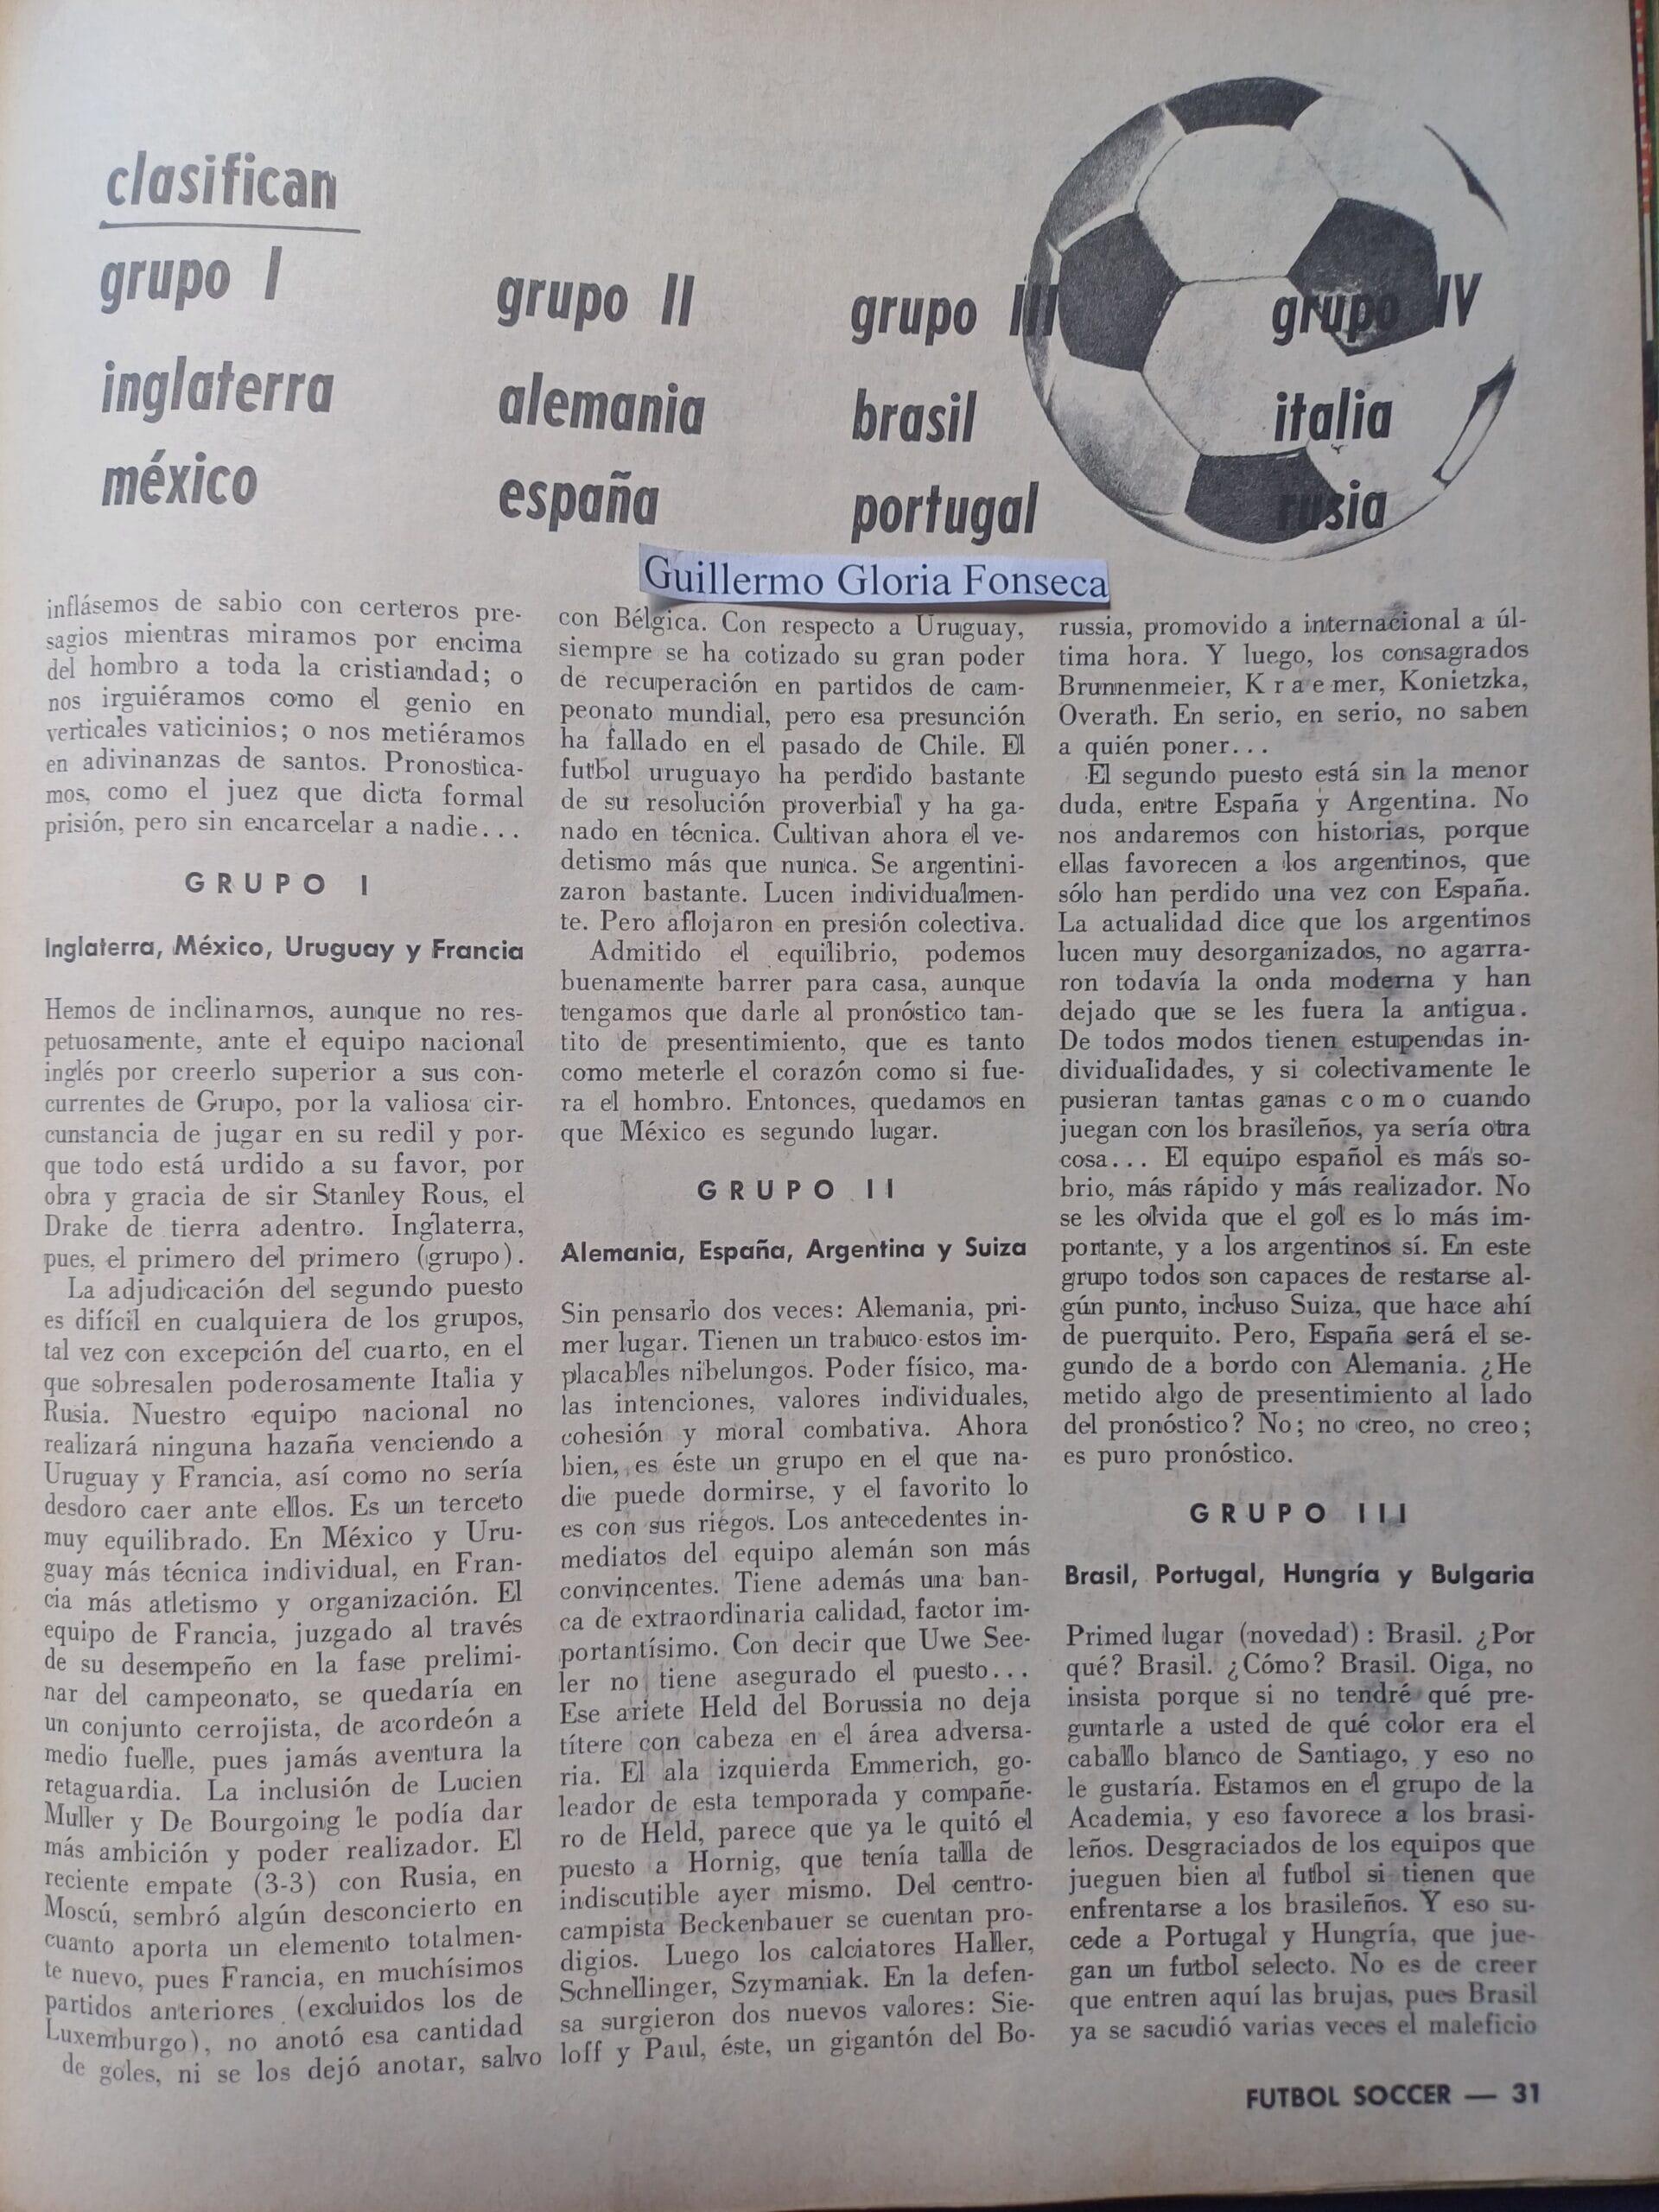 clasifican
grupo I
inglaterra
méxico
grupo II
alemania
españa
grupo III
brasil
portugal
grupo IV
italia
rusia
Guillermo Gloria Fonseca
inflásemos de sabio con certeros pre-
sagios mientras miramos por encima
del hombro a toda la cristiandad; o
nos irguiéramos como el genio en
verticales vaticinios; o nos metiéramos
en adivinanzas de santos. Pronostica-
mos, como el juez que dicta formal
prisión, pero sin encarcelar a nadie...
GRUPO I
Inglaterra, México, Uruguay y Francia
Hemos de inclinarnos, aunque no res-
petuosamente, ante el equipo nacional
inglés por creerlo superior a sus con-
currentes de Grupo, por la valiosa cir-
cunstancia de jugar en su redil y por-
que todo está urdido a su favor, por
obra y gracia de sir Stanley Rous, el
Drake de tierra adentro. Inglaterra,
pues, el primero del primero (grupo).
La adjudicación del segundo puesto
es difícil en cualquiera de los grupos,
tal vez con excepción del cuarto, en el
que sobresalen poderosamente Italia y
Rusia. Nuestro equipo nacional no
realizará ninguna hazaña venciendo a
Uruguay y Francia, así como no sería
desdoro caer ante ellos. Es un terceto
muy equilibrado. En México y Uru-
guay más técnica individual, en Fran-
cia más atletismo y organización. El
equipo de Francia, juzgado al través
de su desempeño en la fase prelimi-
nar del campeonato, se quedaría en
un conjunto cerrojista, de acordeón a
medio fuelle, pues jamás aventura la
retaguardia. La inclusión de Lucien
Muller y De Bourgoing le podía dar
más ambición y poder realizador. El
reciente empate (3-3) con Rusia, en
Moscú, sembró algún desconcierto en
cuanto aporta un elemento totalmen-
te nuevo, pues Francia, en muchísimos
partidos anteriores (excluidos los de
Luxemburgo), no anotó esa cantidad
de goles, ni se los dejó anotar, salvo
con Bélgica. Con respecto a Uruguay,
siempre se ha cotizado su gran poder
de recuperación en partidos de cam-
peonato mundial, pero esa presunción
ha fallado en el pasado de Chile. El
futbol uruguayo ha perdido bastante
de su resolución proverbial y ha ga-
nado en técnica. Cultivan ahora el ve-
detismo más que nunca. Se argentini-
zaron bastante. Lucen individualmen-
te. Pero aflojaron en presión colectiva.
Admitido el equilibrio, podemos
buenamente barrer para casa, aunque
tengamos que darle al pronóstico tan-
tito de presentimiento, que es tanto
como meterle el corazón como si fue-
ra el hombro. Entonces, quedamos en
que México es segundo lugar.
GRUPO II
Alemania, España, Argentina y Suiza
Sin pensarlo dos veces: Alemania, pri-
mer lugar. Tienen un trabuco estos im-
placables nibelungos. Poder físico, ma-
las intenciones, valores individuales,
cohesión y moral combativa. Ahora
bien, es éste un grupo en el que na-
die puede dormirse, y el favorito lo
es con sus riegos. Los antecedentes in-
mediatos del equipo alemán son más
convincentes. Tiene además una ban-
ca de extraordinaria calidad, factor im-
portantísimo. Con decir que Uwe See-
ler no tiene asegurado el puesto...
Ese ariete Held del Borussia no deja
títere con cabeza en el área adversa-
ria. El ala izquierda Emmerich, go-
leador de esta temporada y compañe-
ro de Held, parece que ya le quitó el
puesto a Hornig, que tenía talla de
indiscutible ayer mismo. Del centro-
campista Beckenbauer se cuentan pro-
digios. Luego los calciatores Haller,
Schnellinger, Szymaniak. En la defen-
sa surgieron dos nuevos valores: Sie-
loff y Paul, éste, un gigantón del Bo-
russia, promovido a internacional a úl-
tima hora. Y luego, los consagrados
Brunnenmeier, Kraemer, Konietzka,
Overath. En serio, en serio, no saben
a quién poner...
El segundo puesto está sin la menor
duda, entre España y Argentina. No
nos andaremos con historias, porque
ellas favorecen a los argentinos, que
sólo han perdido una vez con España.
La actualidad dice que los argentinos
lucen muy desorganizados, no agarra-
ron todavía la onda moderna y han
dejado que se les fuera la antigua.
De todos modos tienen estupendas in-
dividualidades, y si colectivamente le
pusieran tantas ganas como cuando
juegan con los brasileños, ya sería otra
cosa... El equipo español es más so-
brio, más rápido y más realizador. No
se les olvida que el gol es lo más im-
portante, y a los argentinos sí. En este
grupo todos son capaces de restarse al-
gún punto, incluso Suiza, que hace ahí
de puerquito. Pero, España será el se-
gundo de a bordo con Alemania. ¿He
metido algo de presentimiento al lado
del pronóstico? No; no creo, no creo;
es puro pronóstico.
GRUPO III
Brasil, Portugal, Hungría y Bulgaria
Primed lugar (novedad): Brasil. ¿Por
qué? Brasil. ¿Cómo? Brasil. Oiga, no
insista porque si no tendré qué pre-
guntarle a usted de qué color era el
caballo blanco de Santiago, y eso no
le gustaría. Estamos en el grupo de la
Academia, y eso favorece a los brasi-
leños. Desgraciados de los equipos que
jueguen bien al futbol si tienen que
enfrentarse a los brasileños. Y eso su-
cede a Portugal y Hungría, que jue-
gan un futbol selecto. No es de creer
que entren aquí las brujas, pues Brasil
ya se sacudió varias veces el maleficio
FUTBOL SOCCER — 31